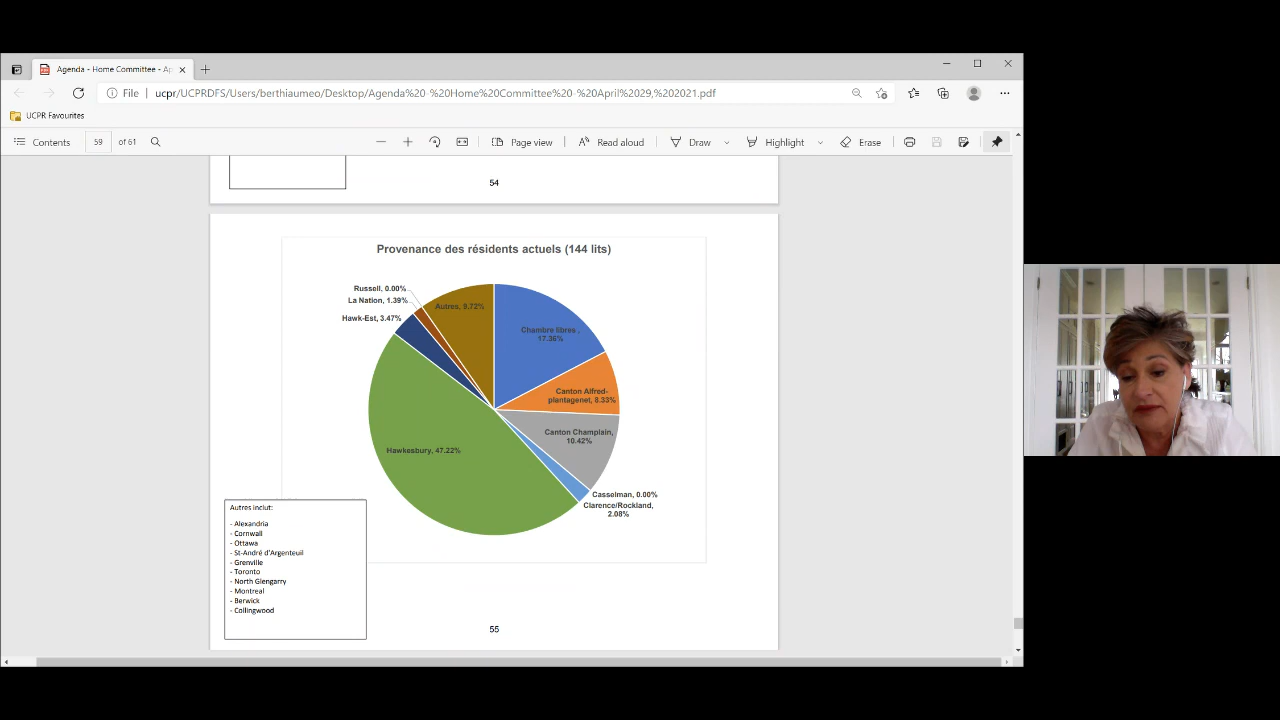 Agenda - Home Committee - Ap
File
ucpr/UCPRDFS/Users/berthiaumeo/Desktop/Agenda%20-%20Home%20Committee%20-%20April%2029,%202021.pdf
UCPR Favourites
Contents
59
of 61
Page view
Read aloud
Draw
Highlight
Erase
54
Provenance des résidents actuels (144 lits)
Russell, 0.00%
La Nation, 1.39%
Hawk-Est, 3.47%
Autres, 9.72%
Chambre libres ,
17.36%
Canton Alfred-
plantagenet, 8.33%
Canton Champlain,
10.42%
Hawkesbury, 47.22%
Casselman, 0.00%
Clarence/Rockland,
2.08%
Autres inclut:
- Alexandria
- Cornwall
- Ottawa
- St-André d'Argenteuil
- Grenville
- Toronto
- North Glengarry
- Montreal
- Berwick
- Collingwood
55